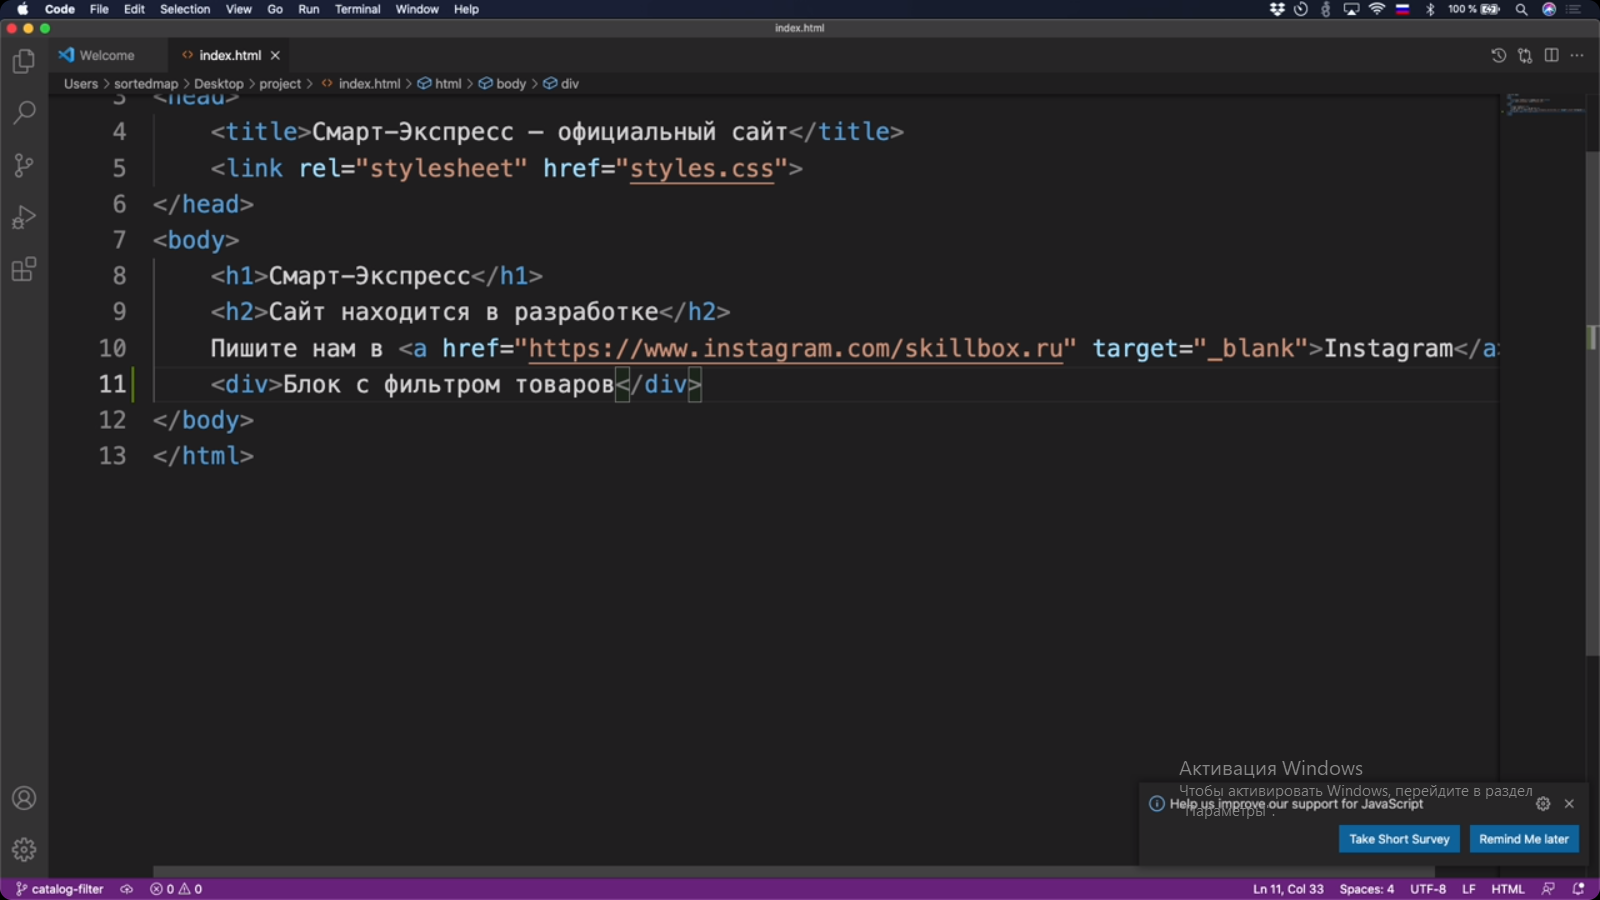 Code File Edit Selection View Go Run Terminal Window Help 100 %
index.html
Welcome index.html
Users > sortedmap > Desktop > project > index.html > html > body > div
3 <head>
4 <title>Смарт-Экспресс — официальный сайт</title>
5 <link rel="stylesheet" href="styles.css">
6 </head>
7 <body>
8 <h1>Смарт-Экспресс</h1>
9 <h2>Сайт находится в разработке</h2>
10 Пишите нам в <a href="https://www.instagram.com/skillbox.ru" target="_blank">Instagram</a>
11 <div>Блок с фильтром товаров</div>
12 </body>
13 </html>
Активация Windows
Чтобы активировать Windows, перейдите в раздел
"Параметры".
Help us improve our support for JavaScript
Take Short Survey Remind Me later
catalog-filter 0 0 Ln 11, Col 33 Spaces: 4 UTF-8 LF HTML